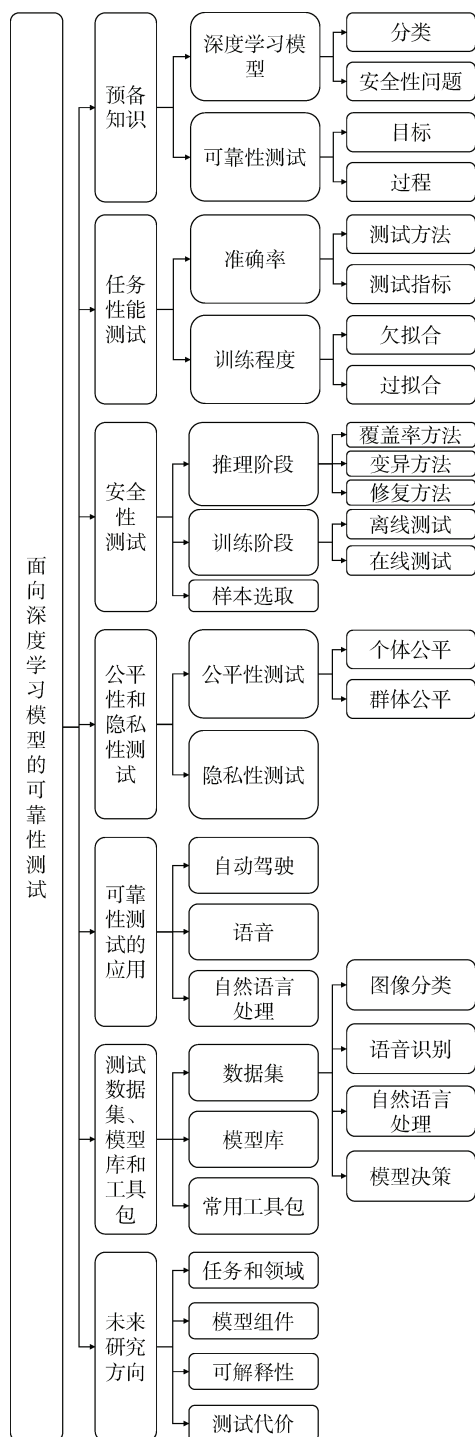 面向深度学习模型的可靠性测试
预备
知识
深度学习模
型
分类
安全性问题
可靠性测试
目标
过程
任务
性能
测试
准确率
测试方法
测试指标
训练程度
欠拟合
过拟合
安全
性
测试
推理阶段
覆盖率方法
变异方法
修复方法
训练阶段
离线测试
在线测试
样本选取
公平
性和
隐私
性测
试
公平性测试
个体公平
群体公平
隐私性测试
可靠
性测
试的
应用
自动驾驶
语音
自然语言
处理
测试
数据
集、
模型
库和
工具
包
数据集
图像分类
语音识别
自然语言
处理
模型决策
模型库
常用工具包
未来
研究
方向
任务和领域
模型组件
可解释性
测试代价